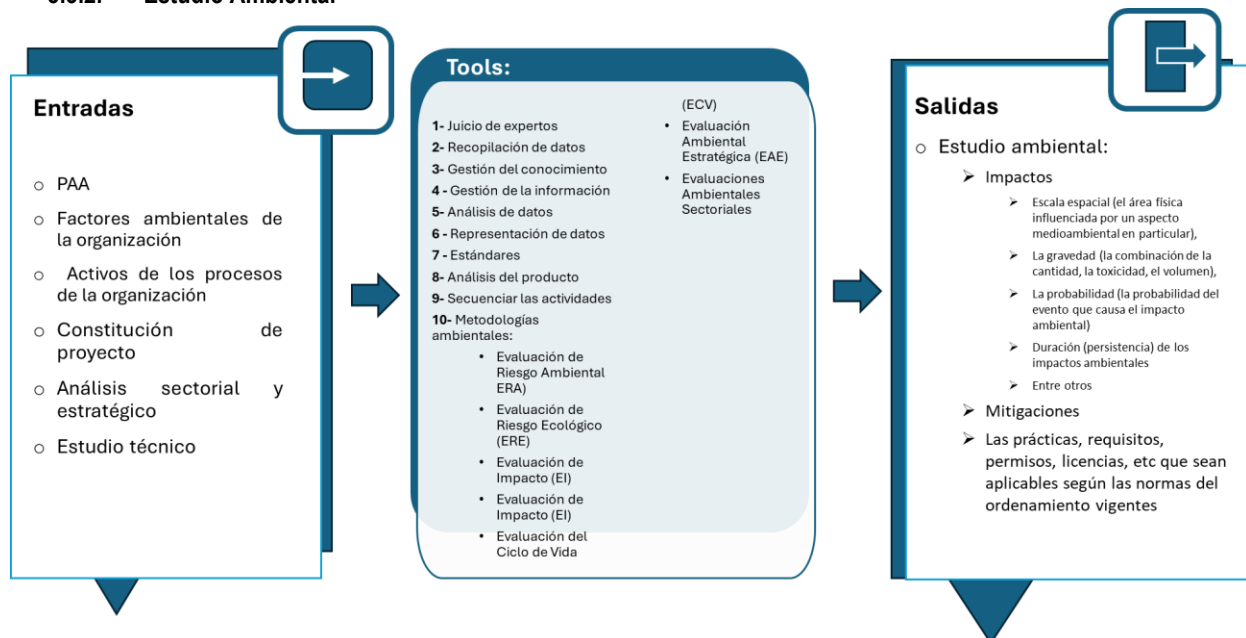 Estudio Ambiental
Entradas
o PAA
o Factores ambientales de
la organización
o Activos de los procesos
de la organización
o Constitución de
proyecto
o Análisis sectorial y
estratégico
o Estudio técnico
Tools:
1- Juicio de expertos
2- Recopilación de datos
3- Gestión del conocimiento
4 - Gestión de la información
5- Análisis de datos
6 - Representación de datos
7 - Estándares
8- Análisis del producto
9- Secuenciar las actividades
10- Metodologías
ambientales:
• Evaluación de
Riesgo Ambiental
ERA)
• Evaluación de
Riesgo Ecológico
(ERE)
• Evaluación de
Impacto (EI)
• Evaluación de
Impacto (EI)
• Evaluación del
Ciclo de Vida
(ECV)
• Evaluación
Ambiental
Estratégica (EAE)
• Evaluaciones
Ambientales
Sectoriales
Salidas
o Estudio ambiental:
➢ Impactos
➢ Escala espacial (el área física
influenciada por un aspecto
medioambiental en particular),
➢ La gravedad (la combinación de la
cantidad, la toxicidad, el volumen),
➢ La probabilidad (la probabilidad del
evento que causa el impacto
ambiental)
➢ Duración (persistencia) de los
impactos ambientales
➢ Entre otros
➢ Mitigaciones
➢ Las prácticas, requisitos,
permisos, licencias, etc que sean
aplicables según las normas del
ordenamiento vigentes